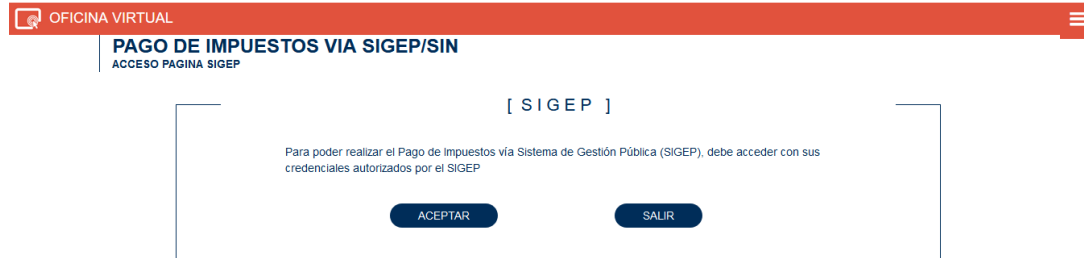 OFICINA VIRTUAL
PAGO DE IMPUESTOS VIA SIGEP/SIN
ACCESO PAGINA SIGEP
[ SIGEP ]
Para poder realizar el Pago de Impuestos vía Sistema de Gestión Pública (SIGEP), debe acceder con sus
credenciales autorizados por el SIGEP
ACEPTAR
SALIR